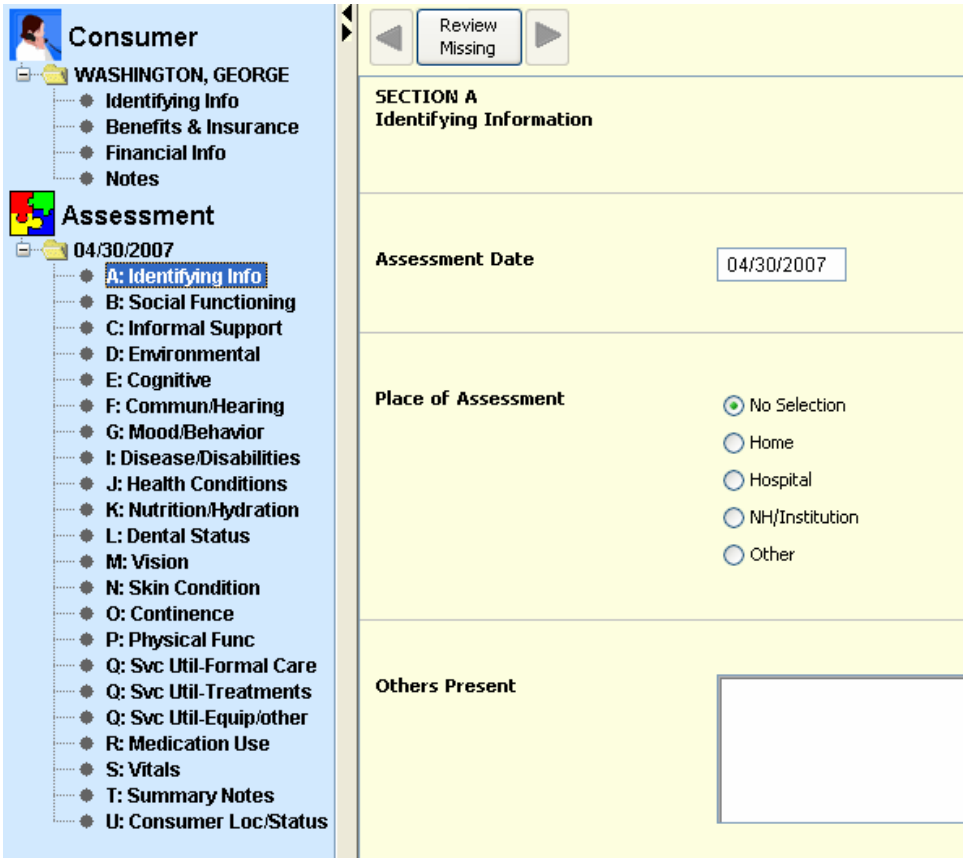 Consumer
WASHINGTON, GEORGE
Identifying Info
Benefits & Insurance
Financial Info
Notes
Assessment
04/30/2007
A: Identifying Info
B: Social Functioning
C: Informal Support
D: Environmental
E: Cognitive
F: Commun/Hearing
G: Mood/Behavior
I: Disease/Disabilities
J: Health Conditions
K: Nutrition/Hydration
L: Dental Status
M: Vision
N: Skin Condition
O: Continence
P: Physical Func
Q: Svc Util-Formal Care
Q: Svc Util-Treatments
Q: Svc Util-Equip/other
R: Medication Use
S: Vitals
T: Summary Notes
U: Consumer Loc/Status
Review
Missing
SECTION A
Identifying Information
Assessment Date
04/30/2007
Place of Assessment
No Selection
Home
Hospital
NH/Institution
Other
Others Present